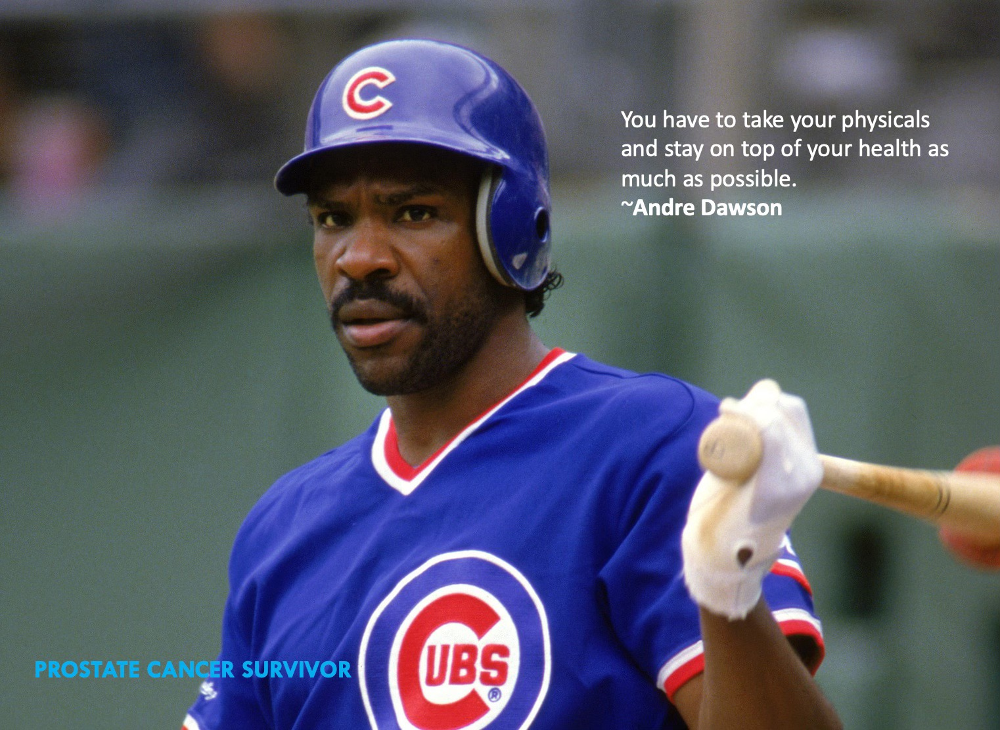 C
You have to take your physicals
and stay on top of your health as
much as possible.
~Andre Dawson
UBS
®
PROSTATE CANCER SURVIVOR